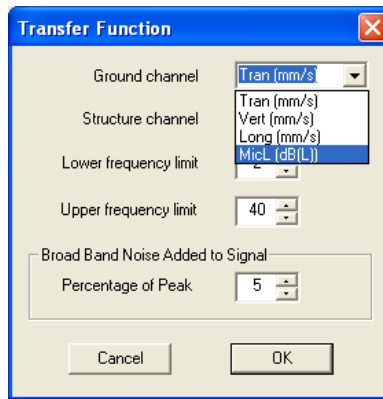 Transfer Function
Ground channel Tran (mm/s)
Tran (mm/s)
Structure channel Vert (mm/s)
Long (mm/s)
MicL (dB(L))
Lower frequency limit 2
Upper frequency limit 40
Broad Band Noise Added to Signal
Percentage of Peak 5
Cancel OK